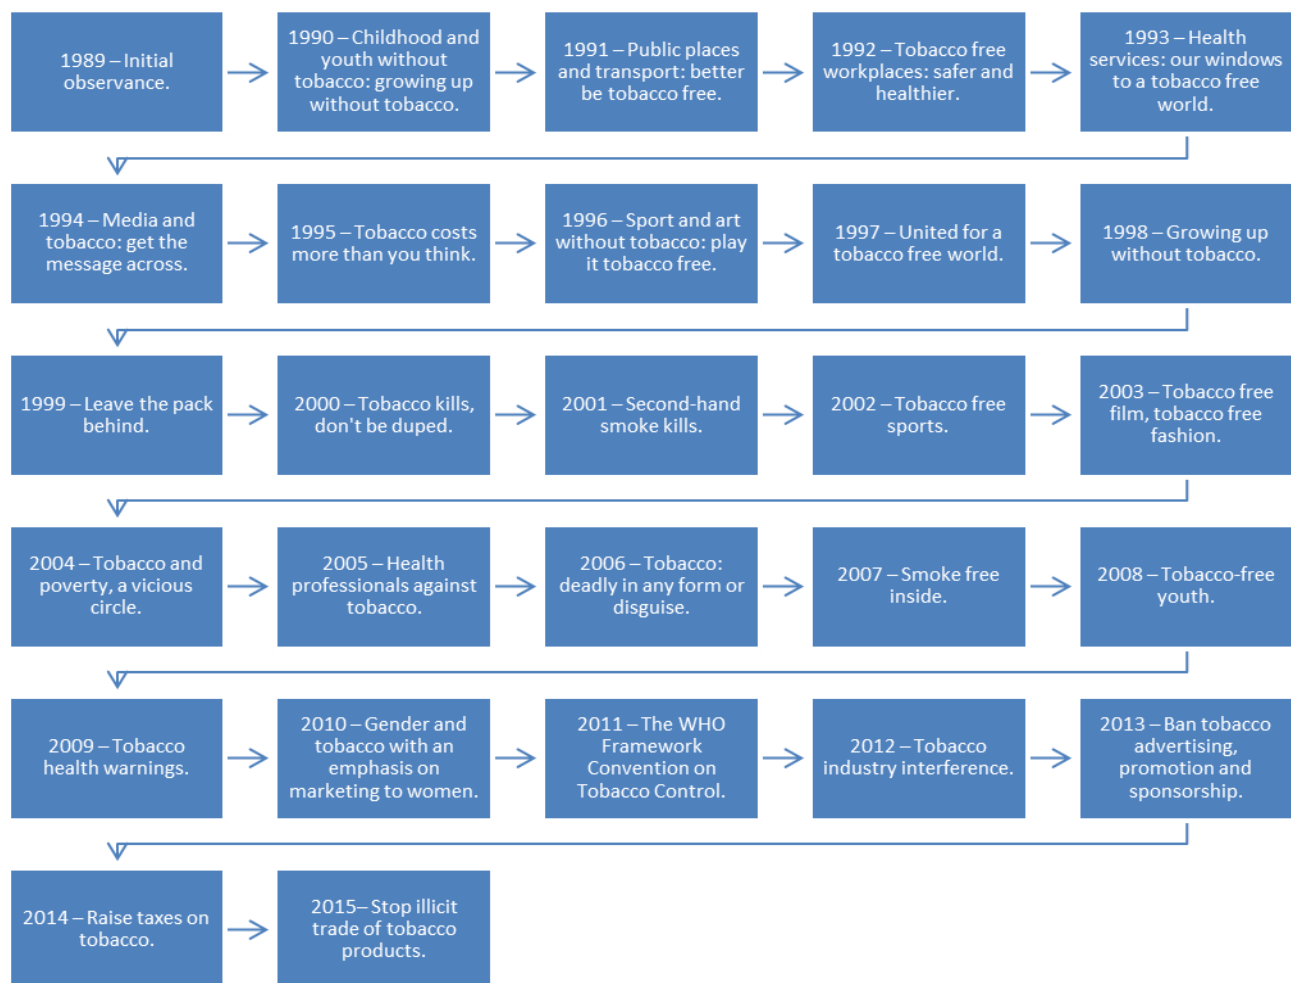 1989 – Initial
observance.
1990 – Childhood and
youth without
tobacco: growing up
without tobacco.
1991 – Public places
and transport: better
be tobacco free.
1992 – Tobacco free
workplaces: safer and
healthier.
1993 – Health
services: our windows
to a tobacco free
world.
1994 – Media and
tobacco: get the
message across.
1995 – Tobacco costs
more than you think.
1996 – Sport and art
without tobacco: play
it tobacco free.
1997 – United for a
tobacco free world.
1998 – Growing up
without tobacco.
1999 – Leave the pack
behind.
2000 – Tobacco kills,
don't be duped.
2001 – Second-hand
smoke kills.
2002 – Tobacco free
sports.
2003 – Tobacco free
film, tobacco free
fashion.
2004 – Tobacco and
poverty, a vicious
circle.
2005 – Health
professionals against
tobacco.
2006 – Tobacco:
deadly in any form or
disguise.
2007 – Smoke free
inside.
2008 – Tobacco-free
youth.
2009 – Tobacco
health warnings.
2010 – Gender and
tobacco with an
emphasis on
marketing to women.
2011 – The WHO
Framework
Convention on
Tobacco Control.
2012 – Tobacco
industry interference.
2013 – Ban tobacco
advertising,
promotion and
sponsorship.
2014 – Raise taxes on
tobacco.
2015– Stop illicit
trade of tobacco
products.